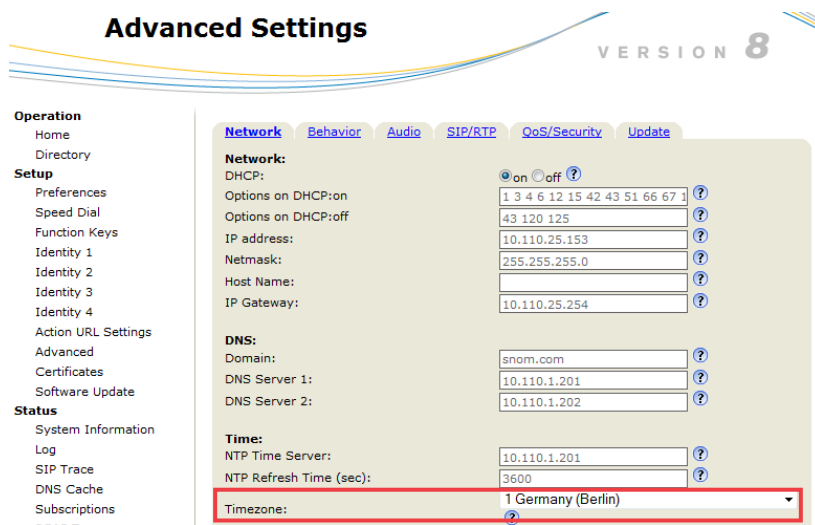 Advanced Settings
VERSION 8
Operation
Home
Directory
Setup
Preferences
Speed Dial
Function Keys
Identity 1
Identity 2
Identity 3
Identity 4
Action URL Settings
Advanced
Certificates
Software Update
Status
System Information
Log
SIP Trace
DNS Cache
Subscriptions
Network Behavior Audio SIP/RTP QoS/Security Update
Network:
DHCP: on off ?
Options on DHCP:on 1 3 4 6 12 15 42 43 51 66 67 1 ?
Options on DHCP:off 43 120 125 ?
IP address: 10.110.25.153 ?
Netmask: 255.255.255.0 ?
Host Name: ?
IP Gateway: 10.110.25.254 ?
DNS:
Domain: snom.com ?
DNS Server 1: 10.110.1.201 ?
DNS Server 2: 10.110.1.202 ?
Time:
NTP Time Server: 10.110.1.201 ?
NTP Refresh Time (sec): 3600 ?
Timezone: 1 Germany (Berlin)
?